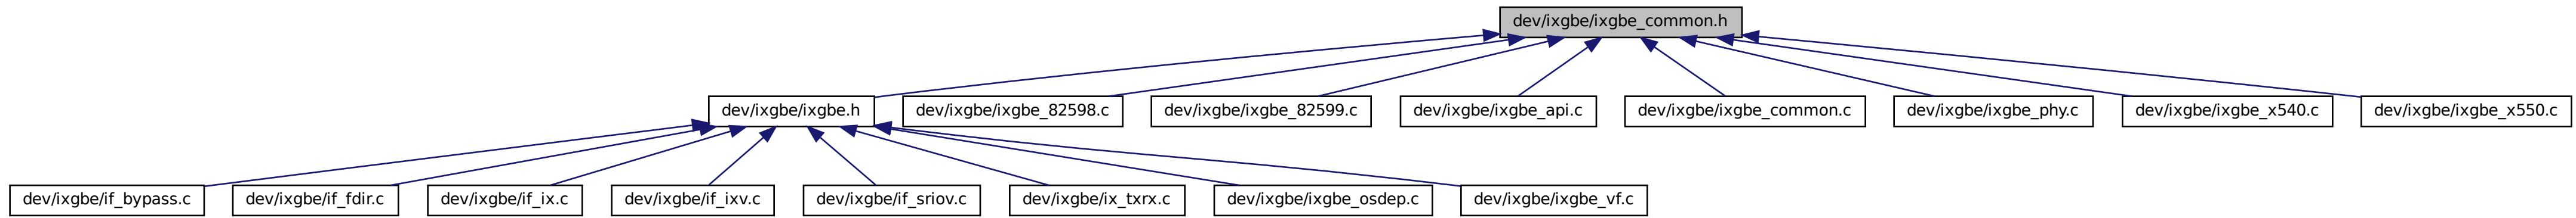 dev/ixgbe/ixgbe_common.h
dev/ixgbe/ixgbe.h
dev/ixgbe/ixgbe_82598.c
dev/ixgbe/ixgbe_82599.c
dev/ixgbe/ixgbe_api.c
dev/ixgbe/ixgbe_common.c
dev/ixgbe/ixgbe_phy.c
dev/ixgbe/ixgbe_x540.c
dev/ixgbe/ixgbe_x550.c
dev/ixgbe/if_bypass.c
dev/ixgbe/if_fdir.c
dev/ixgbe/if_ix.c
dev/ixgbe/if_ixv.c
dev/ixgbe/if_sriov.c
dev/ixgbe/ix_txrx.c
dev/ixgbe/ixgbe_osdep.c
dev/ixgbe/ixgbe_vf.c